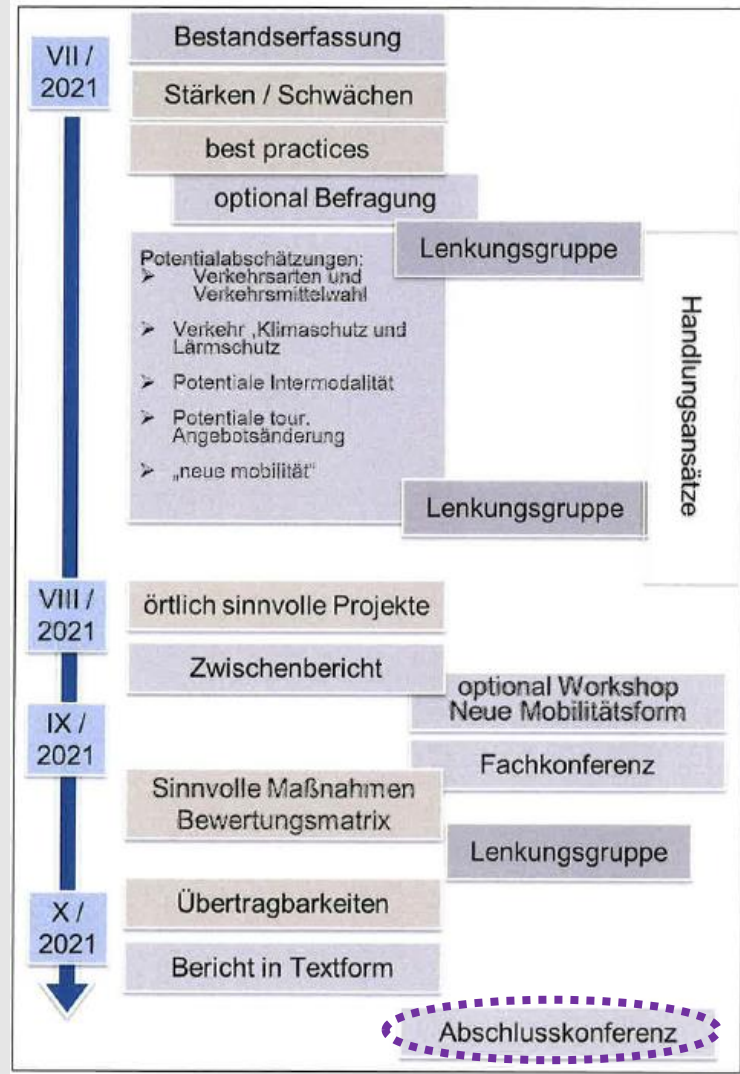 VII /
2021
Bestandserfassung
Stärken / Schwächen
best practices
optional Befragung
Lenkungsgruppe
Potentialabschätzungen:
➤ Verkehrsarten und
Verkehrsmittelwahl
➤ Verkehr ,Klimaschutz und
Lärmschutz
➤ Potentiale Intermodalität
➤ Potentiale tour.
Angebotsänderung
➤ „neue mobilität“
Lenkungsgruppe
Handlungsansätze
VIII /
2021
örtlich sinnvolle Projekte
Zwischenbericht
optional Workshop
Neue Mobilitätsform
IX /
2021
Fachkonferenz
Sinnvolle Maßnahmen
Bewertungsmatrix
Lenkungsgruppe
X /
2021
Übertragbarkeiten
Bericht in Textform
Abschlusskonferenz